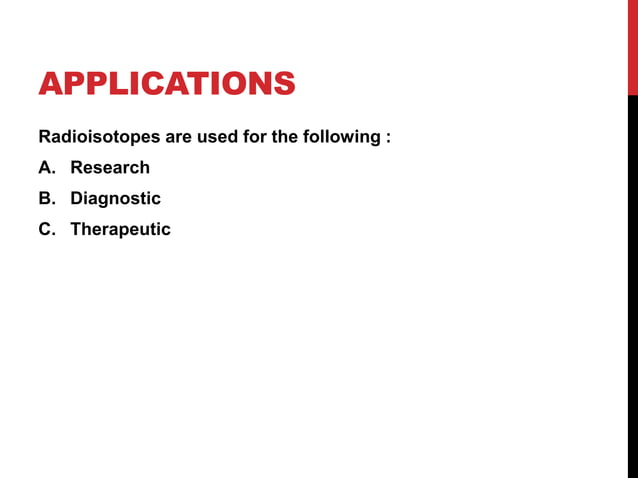 APPLICATIONS
Radioisotopes are used for the following :
A. Research
B. Diagnostic
C. Therapeutic